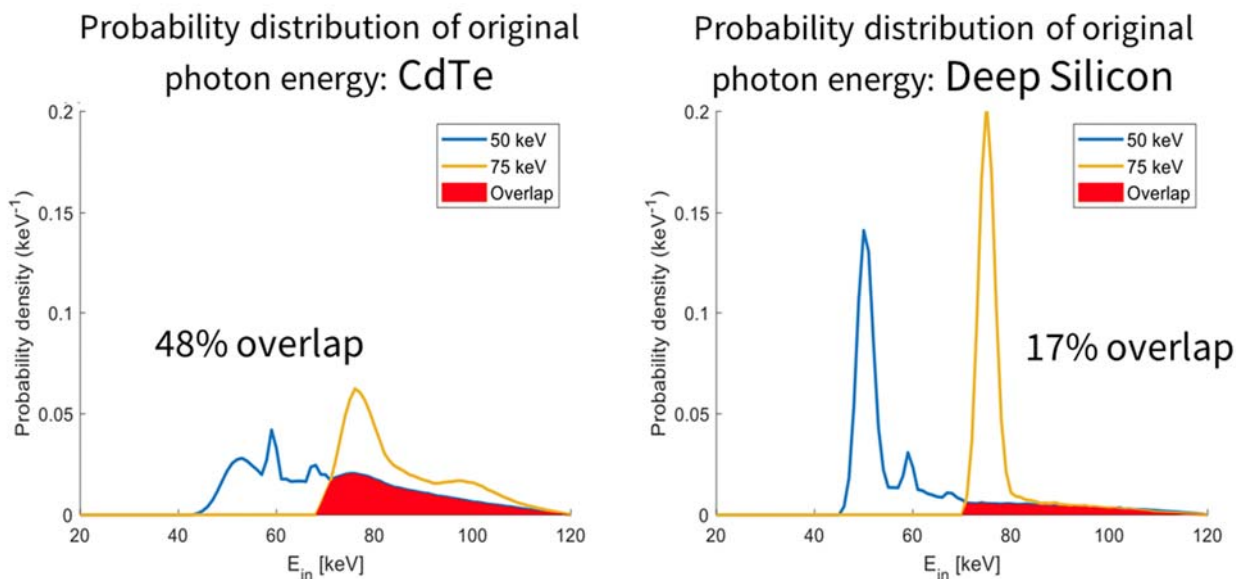 Probability distribution of original
photon energy: CdTe
0.2
0.15
0.1
0.05
0
Probability density (keV⁻¹)
50 keV
75 keV
Overlap
48% overlap
20
40
60
80
100
120
E_in [keV]
Probability distribution of original
photon energy: Deep Silicon
0.2
0.15
0.1
0.05
0
Probability density (keV⁻¹)
50 keV
75 keV
Overlap
17% overlap
20
40
60
80
100
120
E_in [keV]